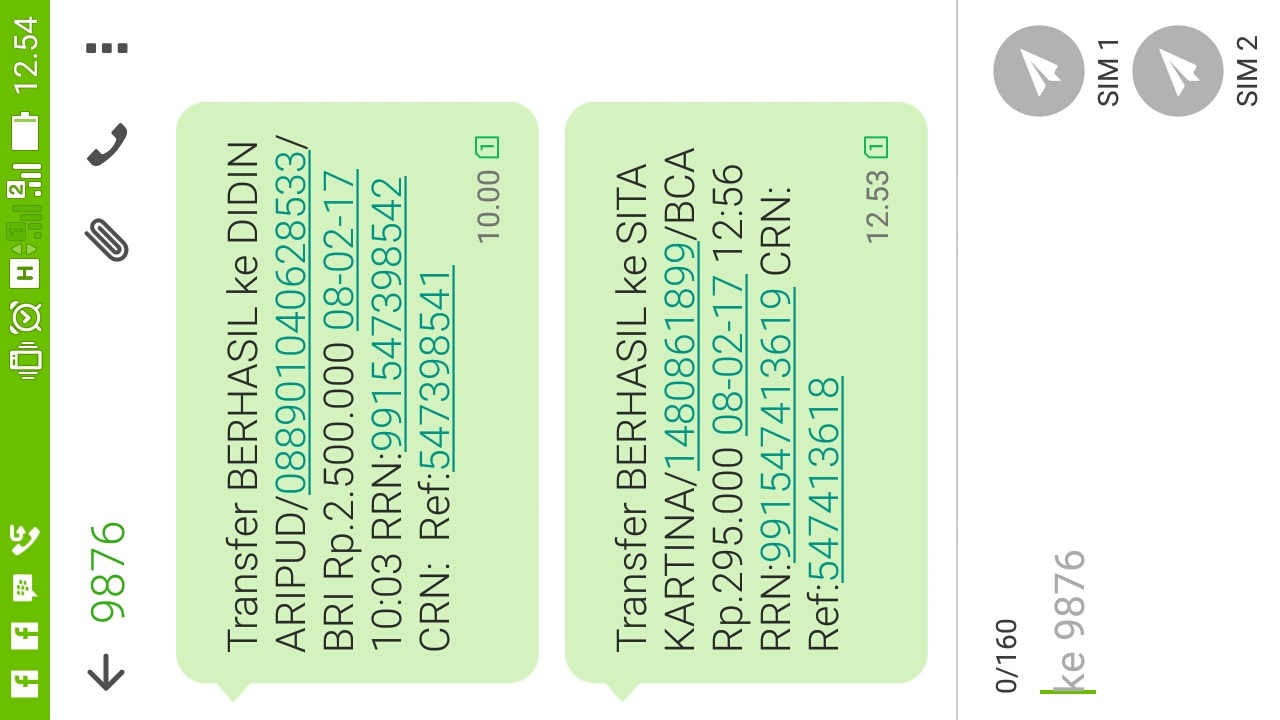 12.54
9876
Transfer BERHASIL ke DIDIN
ARIPUD/088901040628533/
BRI Rp.2.500.000 08-02-17
10:03 RRN:991547398542
CRN: Ref:547398541
10.00 1
Transfer BERHASIL ke SITA
KARTINA/1480861899/BCA
Rp.295.000 08-02-17 12:56
RRN:991547413619 CRN:
Ref:547413618
12.53 1
0/160
ke 9876
SIM 1
SIM 2